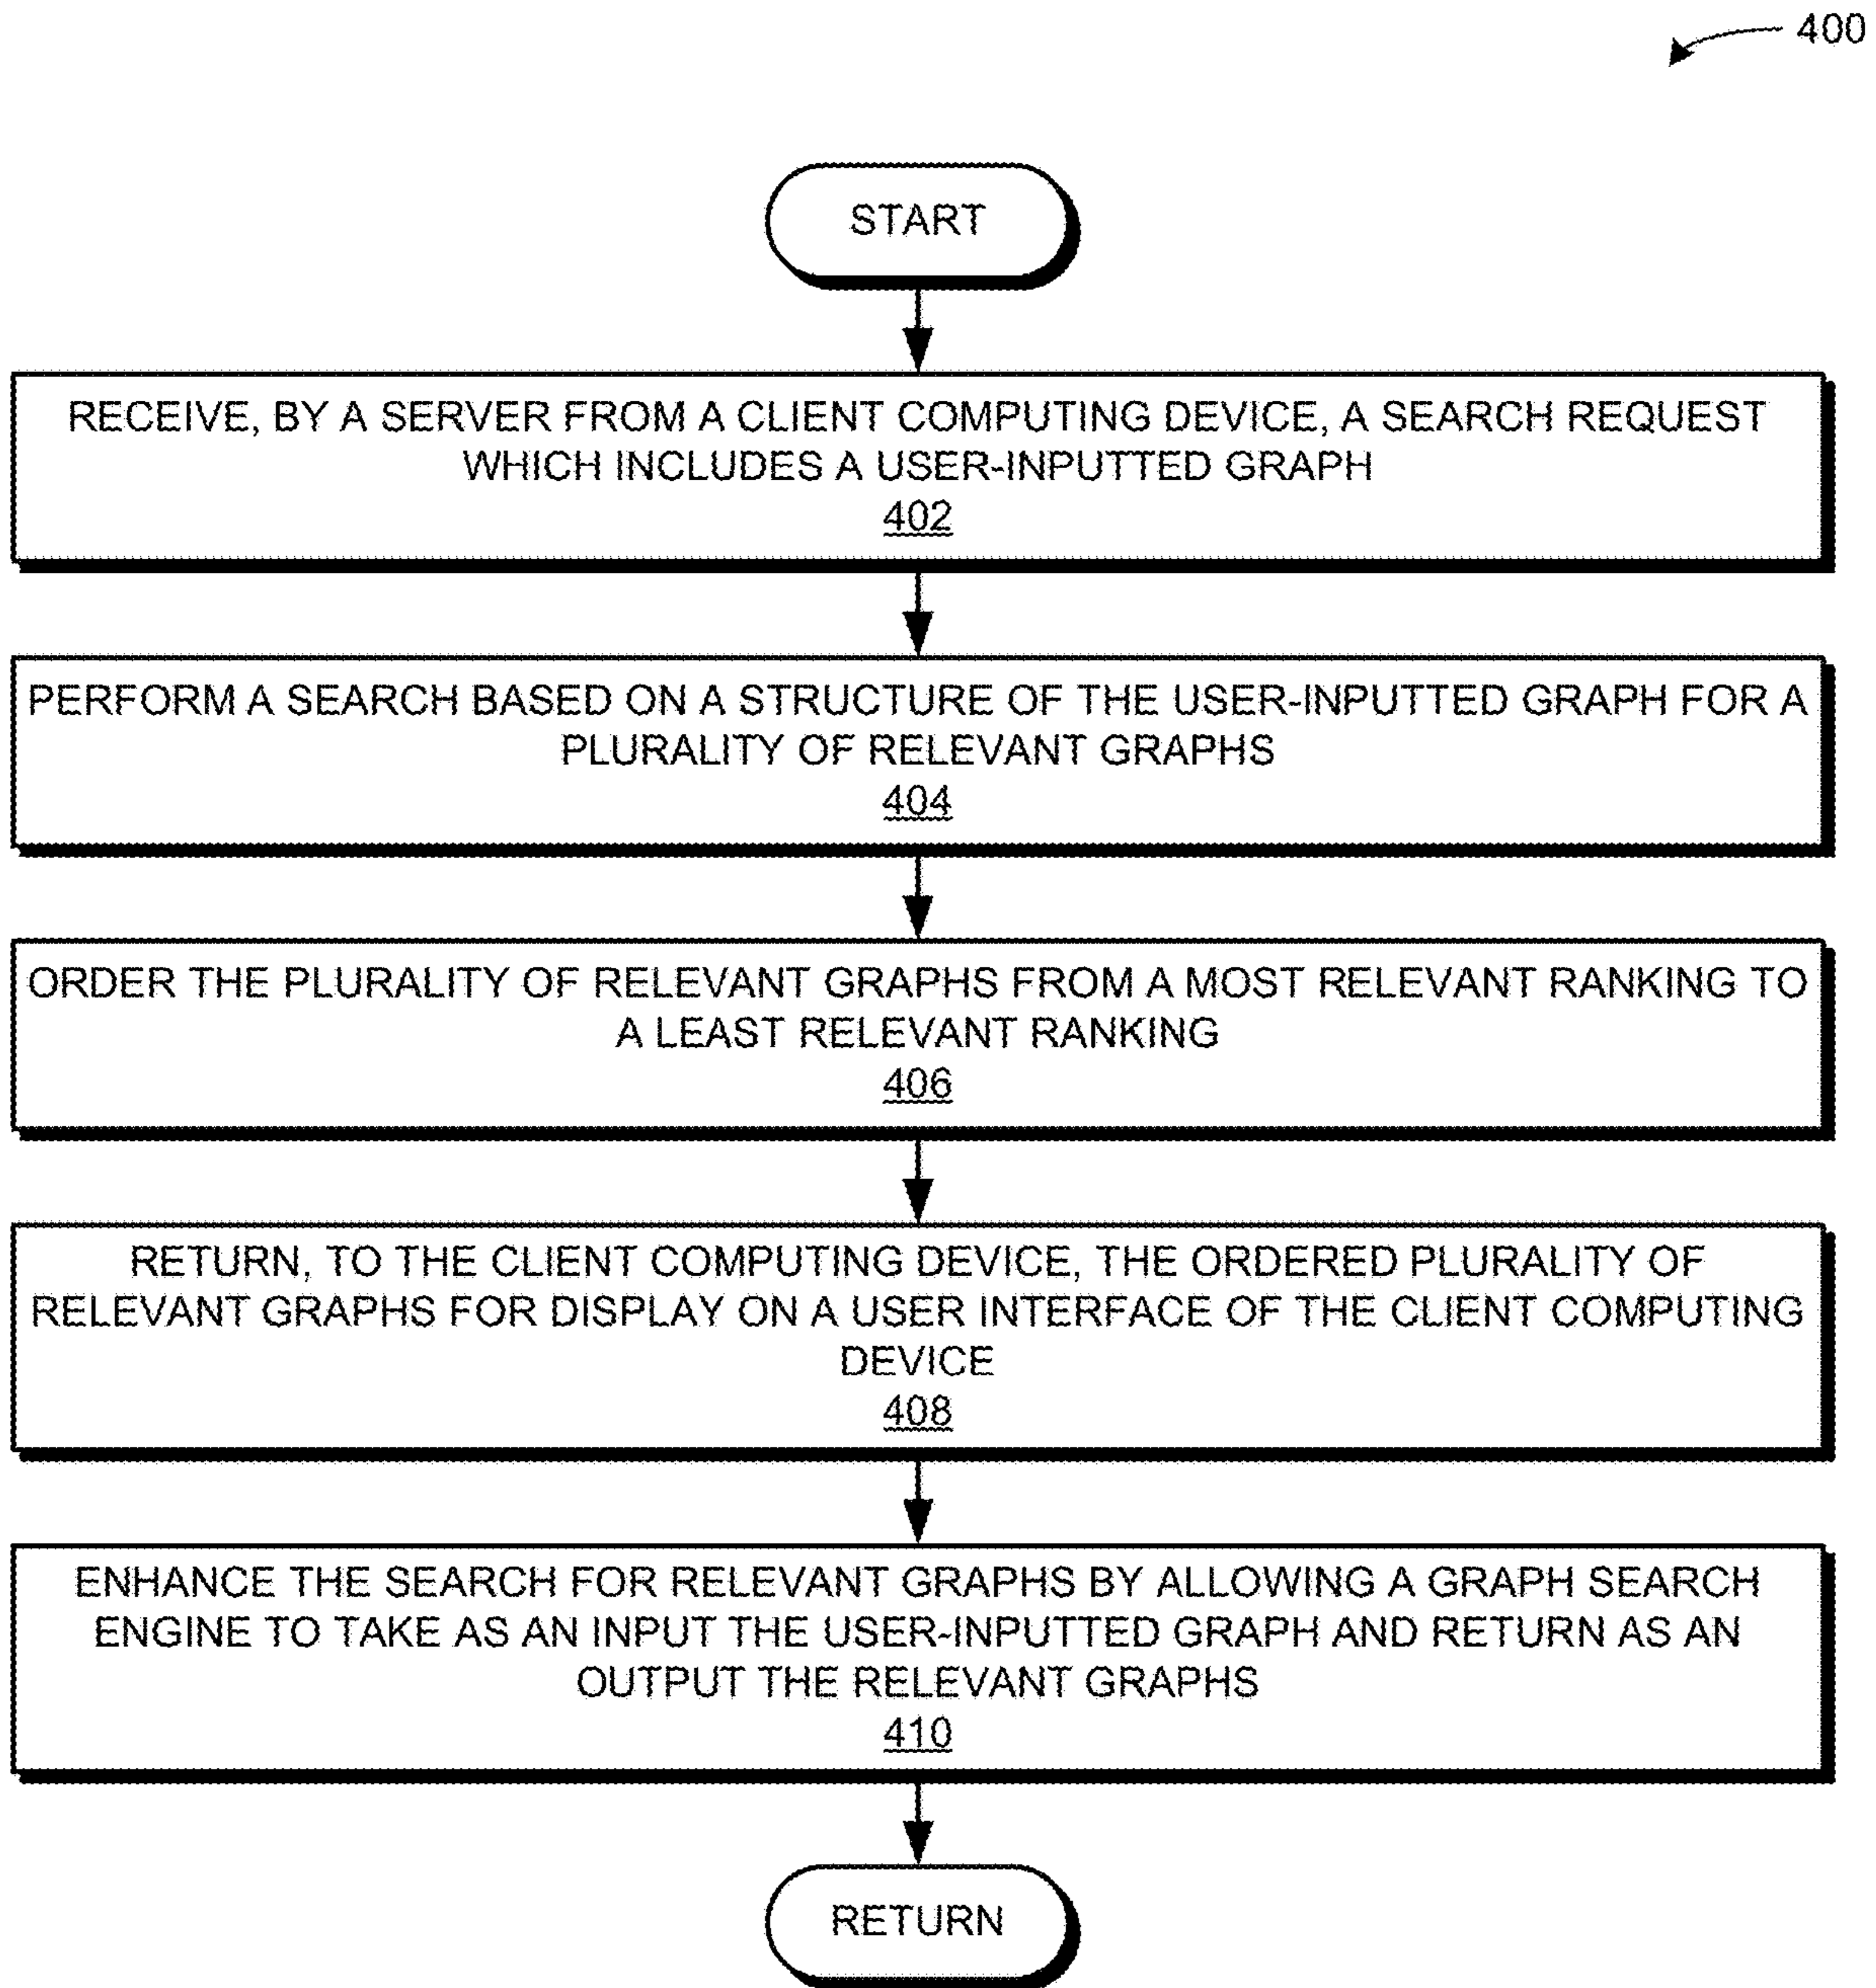 400
START
RECEIVE, BY A SERVER FROM A CLIENT COMPUTING DEVICE, A SEARCH REQUEST
WHICH INCLUDES A USER-INPUTTED GRAPH
402
PERFORM A SEARCH BASED ON A STRUCTURE OF THE USER-INPUTTED GRAPH FOR A
PLURALITY OF RELEVANT GRAPHS
404
ORDER THE PLURALITY OF RELEVANT GRAPHS FROM A MOST RELEVANT RANKING TO
A LEAST RELEVANT RANKING
406
RETURN, TO THE CLIENT COMPUTING DEVICE, THE ORDERED PLURALITY OF
RELEVANT GRAPHS FOR DISPLAY ON A USER INTERFACE OF THE CLIENT COMPUTING
DEVICE
408
ENHANCE THE SEARCH FOR RELEVANT GRAPHS BY ALLOWING A GRAPH SEARCH
ENGINE TO TAKE AS AN INPUT THE USER-INPUTTED GRAPH AND RETURN AS AN
OUTPUT THE RELEVANT GRAPHS
410
RETURN